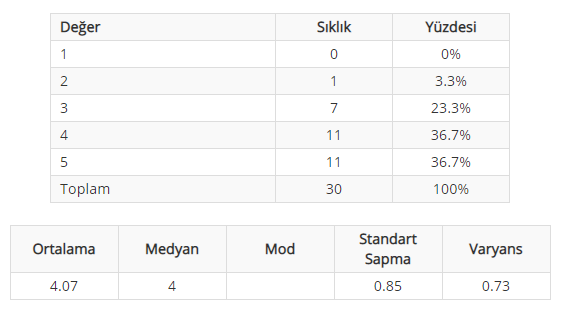 Değer Sıklık Yüzdesi
1 0 0%
2 1 3.3%
3 7 23.3%
4 11 36.7%
5 11 36.7%
Toplam 30 100%
Ortalama Medyan Mod Standart Sapma Varyans
4.07 4 0.85 0.73